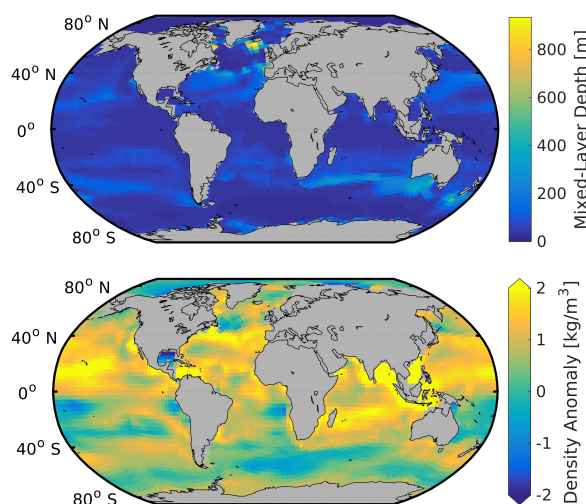 80° N
40° N
0°
40° S
80° S
800
600
400
200
0
Mixed-Layer Depth [m]
80° N
40° N
0°
40° S
80° S
2
1
0
-1
-2
Density Anomaly [kg/m³]